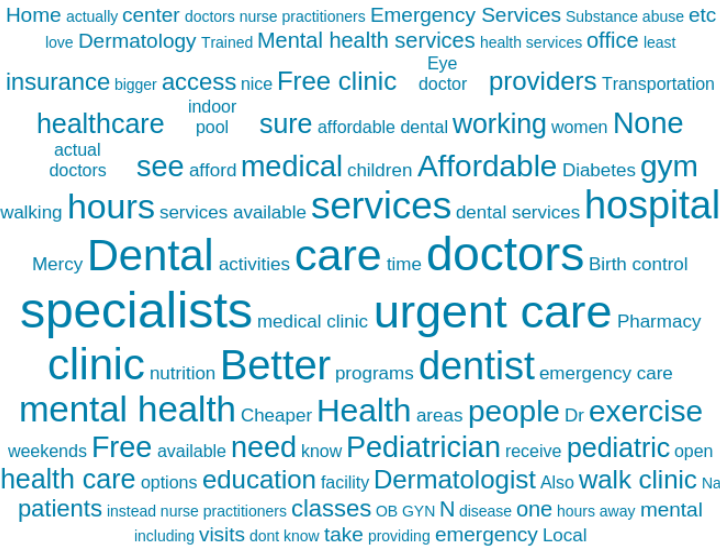 Home actually center doctors nurse practitioners Emergency Services Substance abuse etc
love Dermatology Trained Mental health services health services office least
insurance bigger access nice Free clinic Eye doctor providers Transportation
healthcare indoor pool sure affordable dental working women None
actual doctors see afford medical children Affordable Diabetes gym
walking hours services available services dental services hospital
Mercy Dental activities care time doctors Birth control
specialists medical clinic urgent care Pharmacy
clinic nutrition Better programs dentist emergency care
mental health Cheaper Health areas people Dr exercise
weekends Free available need know Pediatrician receive pediatric open
health care options education facility Dermatologist Also walk clinic Na
patients instead nurse practitioners classes OB GYN N disease one hours away mental
including visits dont know take providing emergency Local